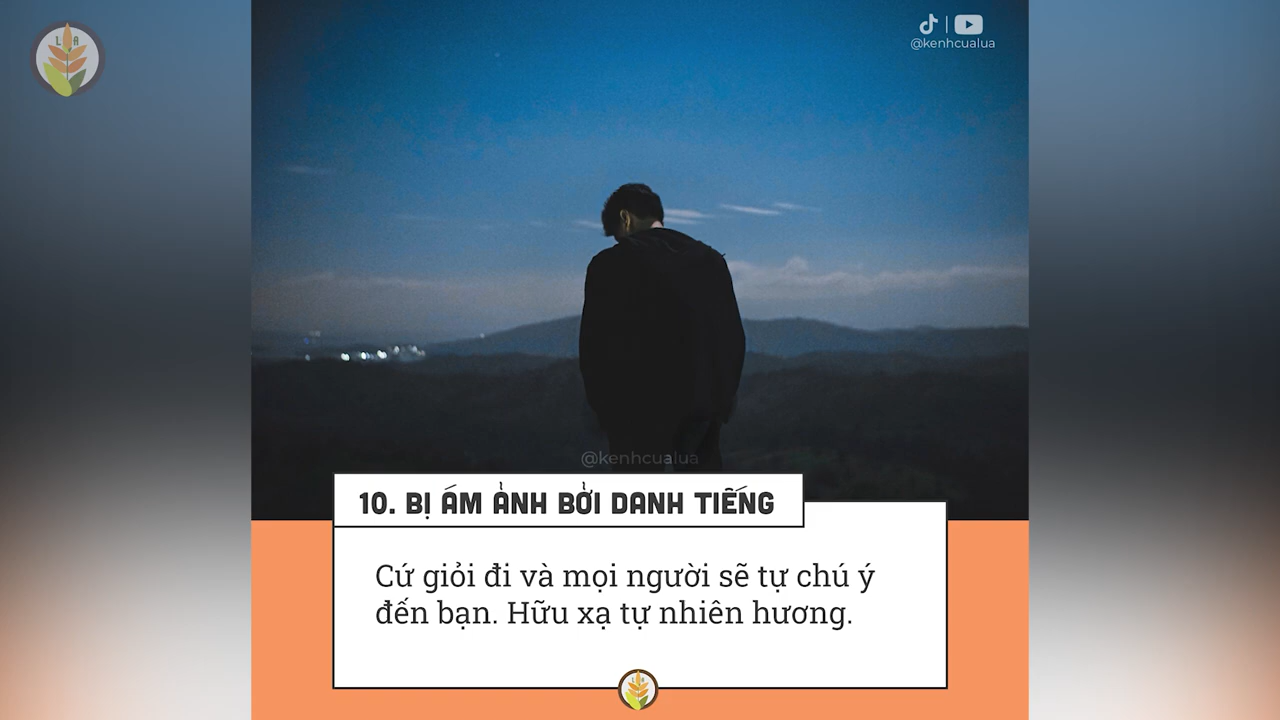 L A
@kenhcualua
@kenhcualua
10. BỊ ÁM ẢNH BỞI DANH TIẾNG
Cứ giỏi đi và mọi người sẽ tự chú ý
đến bạn. Hữu xạ tự nhiên hương.
L A